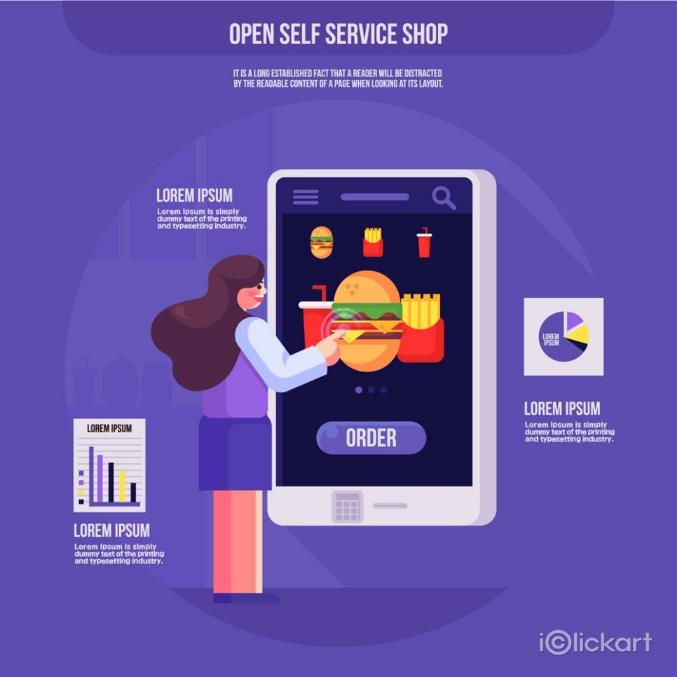 OPEN SELF SERVICE SHOP
IT IS A LONG ESTABLISHED FACT THAT A READER WILL BE DISTRACTED
BY THE READABLE CONTENT OF A PAGE WHEN LOOKING AT ITS LAYOUT.
LOREM IPSUM
Lorem Ipsum is simply
dummy text of the printing
and typesetting industry.
ORDER
LOREM
IPSUM
LOREM IPSUM
Lorem Ipsum is simply
dummy text of the printing
and typesetting industry.
LOREM IPSUM
LOREM IPSUM
Lorem Ipsum is simply
dummy text of the printing
and typesetting industry.
iclickart